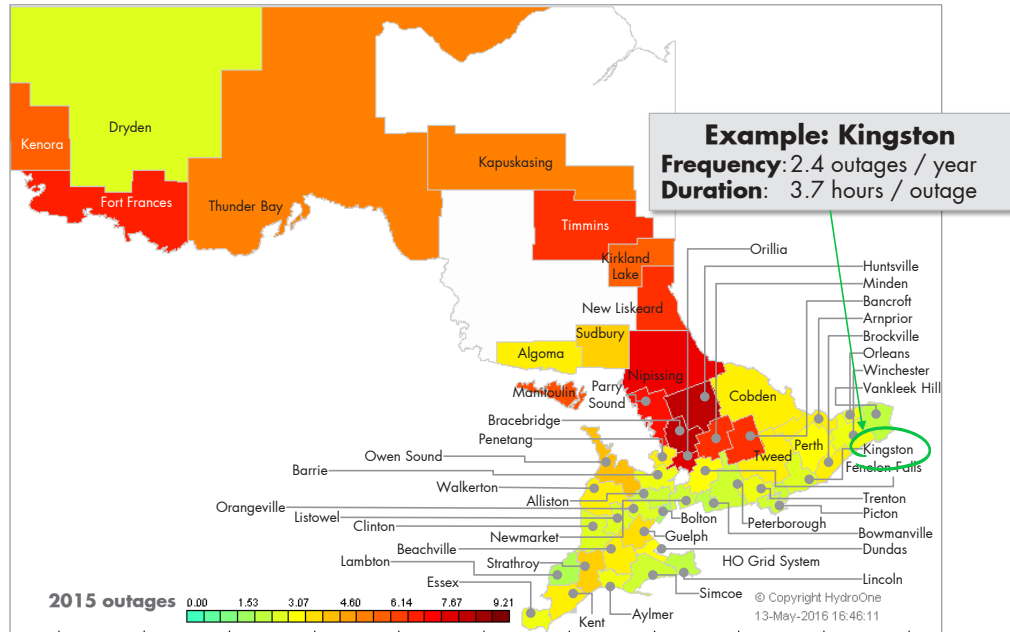 Dryden
Kenora
Fort Frances
Thunder Bay
Kapuskasing
Example: Kingston
Frequency: 2.4 outages / year
Duration: 3.7 hours / outage
Timmins
Kirkland
Lake
Orillia
Huntsville
Minden
Bancroft
Arnprior
Brockville
Orleans
Winchester
Vankleek Hill
New Liskeard
Sudbury
Algoma
Nipissing
Manitoulin
Parry
Sound
Cobden
Bracebridge
Penetang
Perth
Tweed
Kingston
Fenelon Falls
Owen Sound
Barrie
Walkerton
Alliston
Orangeville
Listowel
Clinton
Newmarket
Bolton
Guelph
Peterborough
Trenton
Picton
Bowmanville
Dundas
Beachville
Lambton
Strathroy
HO Grid System
Essex
Lincoln
Simcoe
Kent
Aylmer
2015 outages
0.00 1.53 3.07 4.60 6.14 7.67 9.21
© Copyright HydroOne
13-May-2016 16:46:11